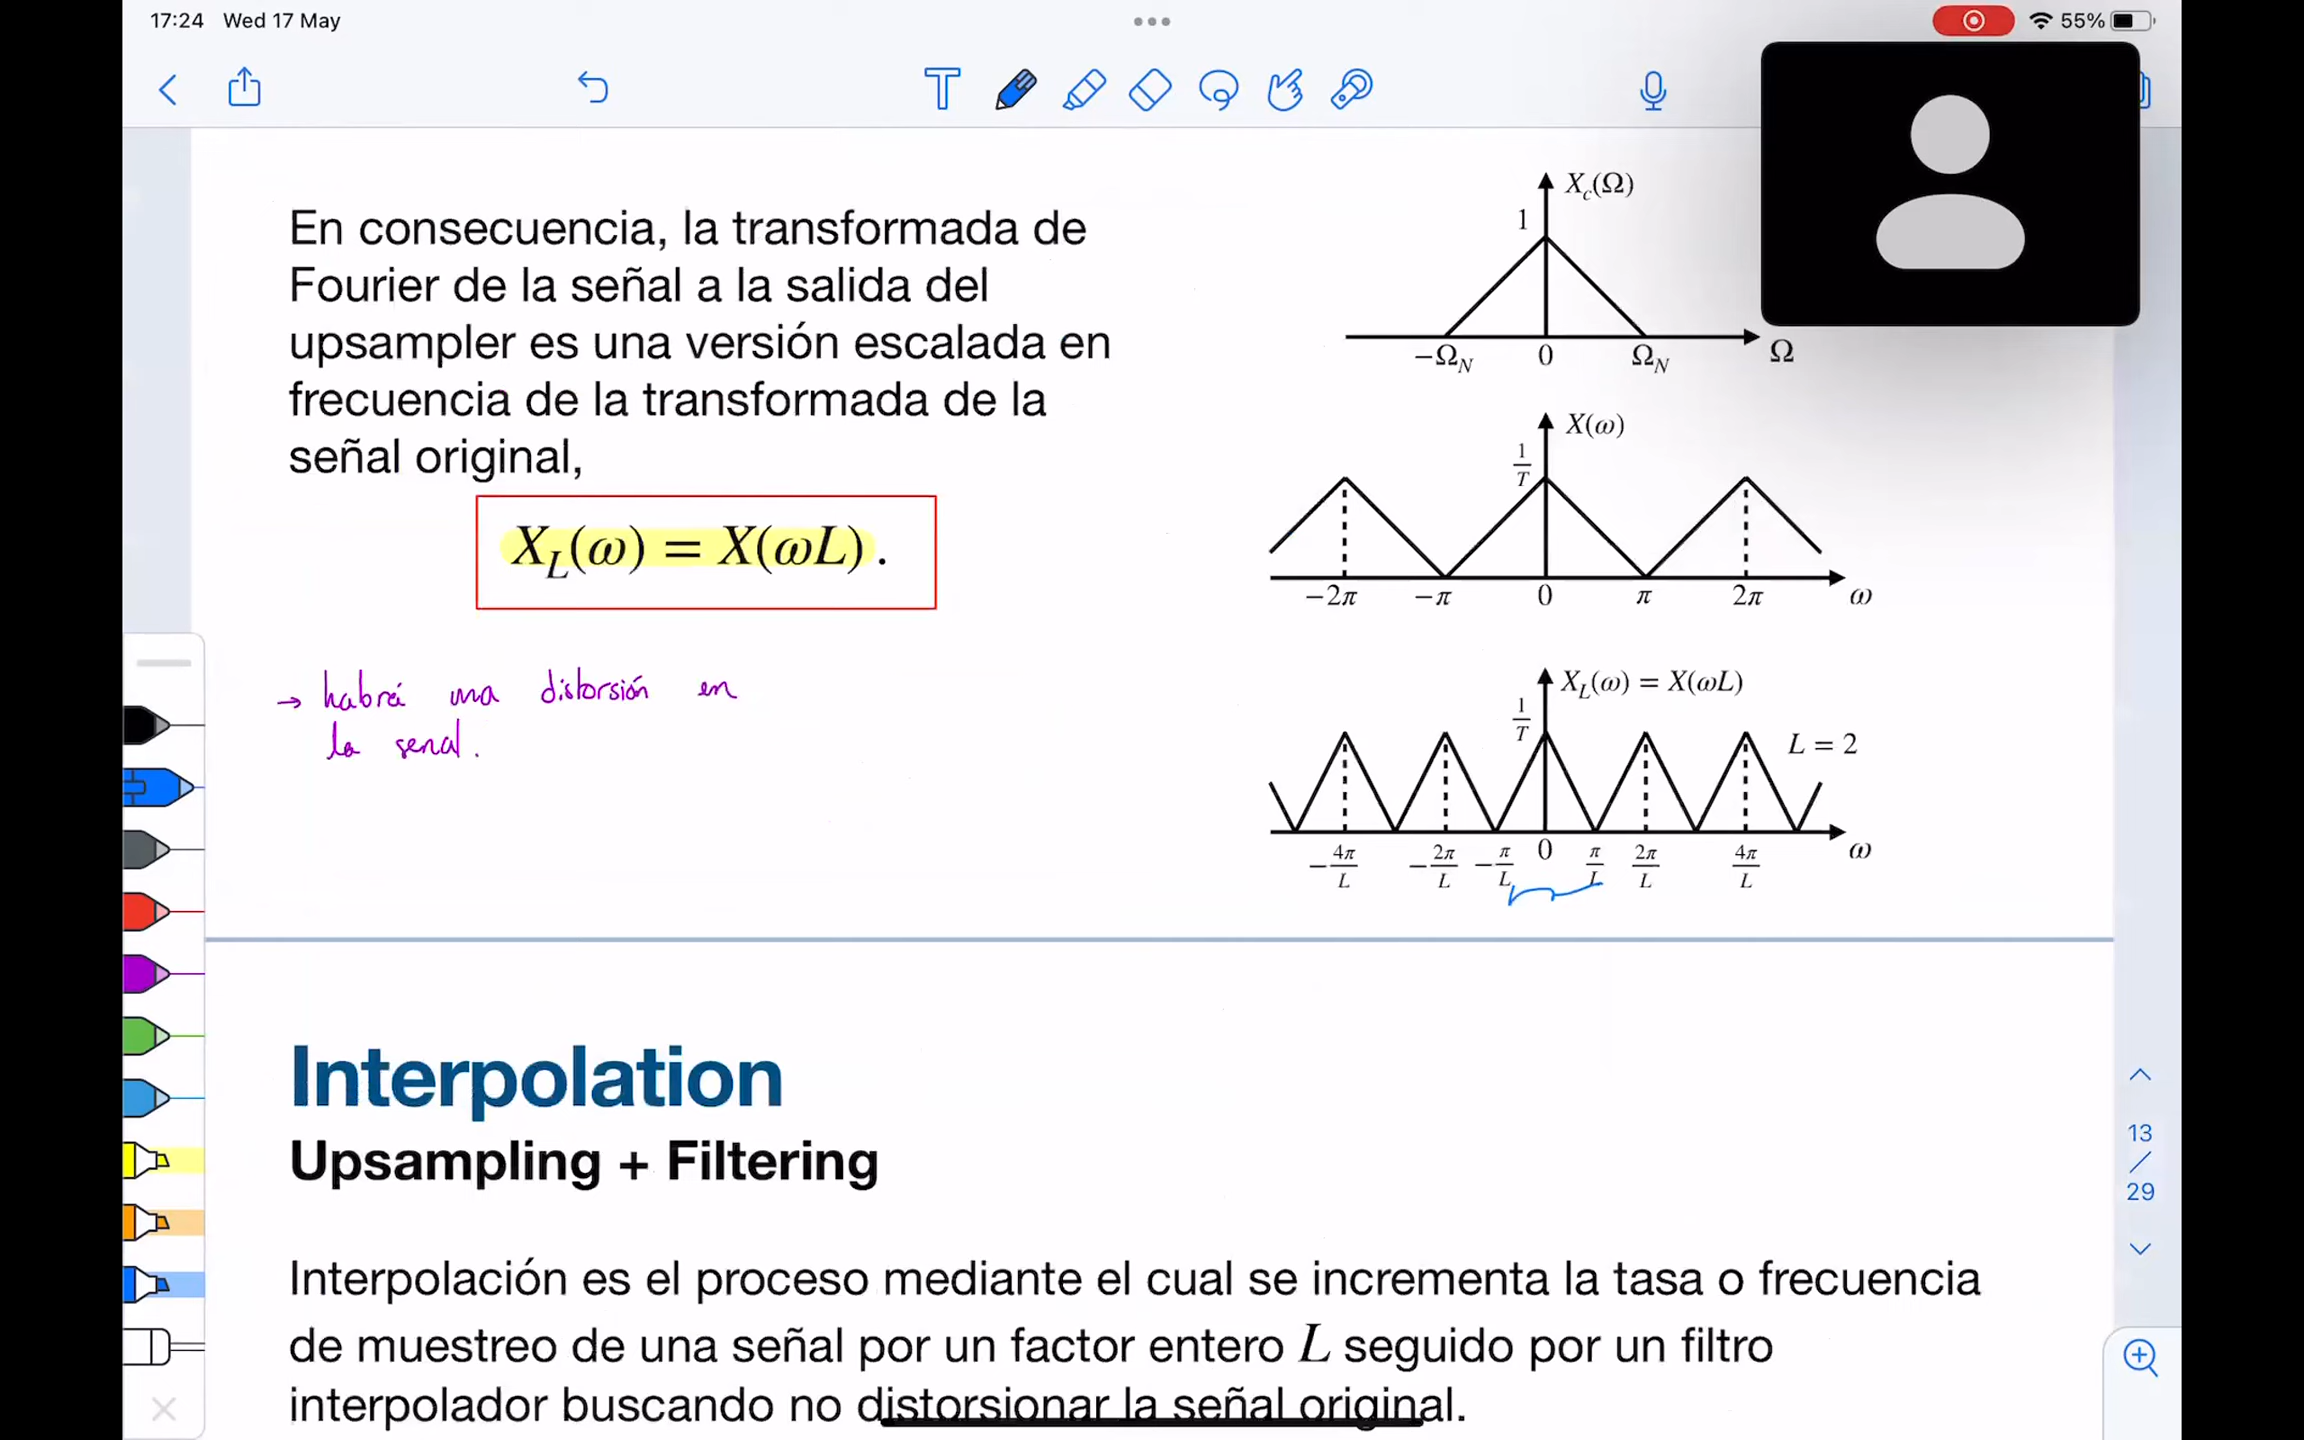 17:24 Wed 17 May
55%
En consecuencia, la transformada de
Fourier de la señal a la salida del
upsampler es una versión escalada en
frecuencia de la transformada de la
señal original,
X_L(ω) = X(ωL).
→ habrá una distorsión en
la senal.
X_c(Ω)
1
−Ω_N 0 Ω_N Ω
X(ω)
1/T
−2π −π 0 π 2π ω
X_L(ω) = X(ωL)
1/T
L = 2
−4π/L −2π/L −π/L 0 π/L 2π/L 4π/L ω
Interpolation
Upsampling + Filtering
Interpolación es el proceso mediante el cual se incrementa la tasa o frecuencia
de muestreo de una señal por un factor entero L seguido por un filtro
interpolador buscando no distorsionar la señal original.
13
/
29